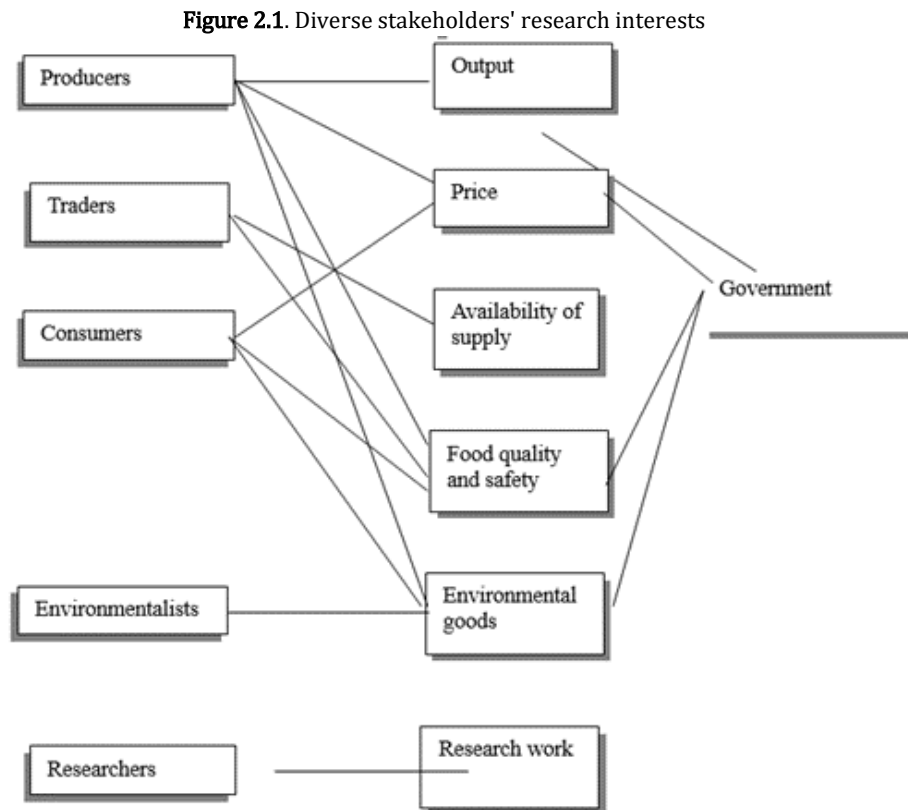 Figure 2.1. Diverse stakeholders' research interests
Producers
Output
Traders
Price
Government
Consumers
Availability of
supply
Food quality
and safety
Environmentalists
Environmental
goods
Researchers
Research work